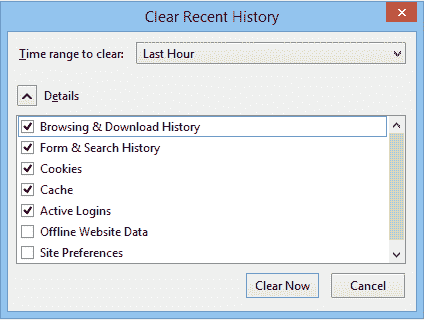 Clear Recent History
Time range to clear: Last Hour
Details
Browsing & Download History
Form & Search History
Cookies
Cache
Active Logins
Offline Website Data
Site Preferences
Clear Now Cancel